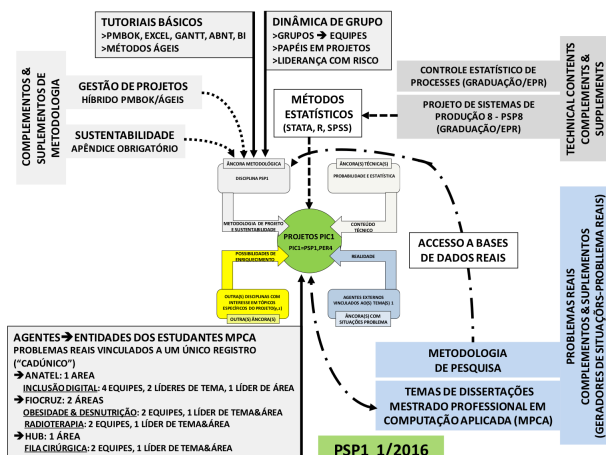 TUTORIAIS BÁSICOS
>PMBOK, EXCEL, GANTT, ABNT, BI
>MÉTODOS ÁGEIS
DINÂMICA DE GRUPO
>GRUPOS → EQUIPES
>PAPÉIS EM PROJETOS
>LIDERANÇA COM RISCO
COMPLEMENTOS &
SUPLEMENTOS DE
METODOLOGIA
GESTÃO DE PROJETOS
HÍBRIDO PMBOK/ÁGEIS
SUSTENTABILIDADE
APÊNDICE OBRIGATÓRIO
MÉTODOS
ESTATÍSTICOS
(STATA, R, SPSS)
CONTROLE ESTATÍSTICO DE
PROCESSES (GRADUAÇÃO/EPR)
PROJETO DE SISTEMAS DE
PRODUÇÃO 8 - PSP8
(GRADUAÇÃO/EPR)
TECHNICAL CONTENTS
COMPLEMENTS &
SUPPLEMENTS
ÂNCORA METODOLÓGICA
DISCIPLINA PSP1
ÂNCORA(S) TÉCNICA(S)
PROBABILIDADE E ESTATÍSTICA
METODOLOGIA DE PROJETO
E SUSTENTABILIDADE
CONTEÚDO
TÉCNICO
PROJETOS PIC1
PIC1=PSP1,PER4
POSSIBILIDADES DE
ENRIQUECIMENTO
REALIDADE
OUTRA(S) DISCIPLINAS COM
INTERESSE EM TÓPICOS
ESPECÍFICOS DO PROJETO(y,z)
OUTRA(S) ÂNCORA(S)
AGENTES EXTERNOS
VINCULADOS AO(S) TEMA(S) 1
ÂNCORA(S) COM
SITUAÇÕES PROBLEMA
ACCESSO A BASES
DE DADOS REAIS
PROBLEMAS REAIS
COMPLEMENTOS & SUPLEMENTOS
(GERADORES DE SITUAÇÕRS-PROBLLEMA REAIS)
METODOLOGIA
DE PESQUISA
TEMAS DE DISSERTAÇÕES
MESTRADO PROFESSIONAL EM
COMPUTAÇÃO APLICADA (MPCA)
AGENTES → ENTIDADES DOS ESTUDANTES MPCA
PROBLEMAS REAIS VINCULADOS A UM ÚNICO REGISTRO
("CADÚNICO")
→ ANATEL: 1 AREA
INCLUSÃO DIGITAL: 4 EQUIPES, 2 LÍDERES DE TEMA, 1 LÍDER DE ÁREA
→ FIOCRUZ: 2 ÁREAS
OBESIDADE & DESNUTRIÇÃO: 2 EQUIPES, 1 LÍDER DE TEMA&ÁREA
RADIOTERAPIA: 2 EQUIPES, 1 LÍDER DE TEMA&ÁREA
→ HUB: 1 ÁREA
FILA CIRÚRGICA: 2 EQUIPES, 1 LÍDER DE TEMA&ÁREA
PSP1 1/2016